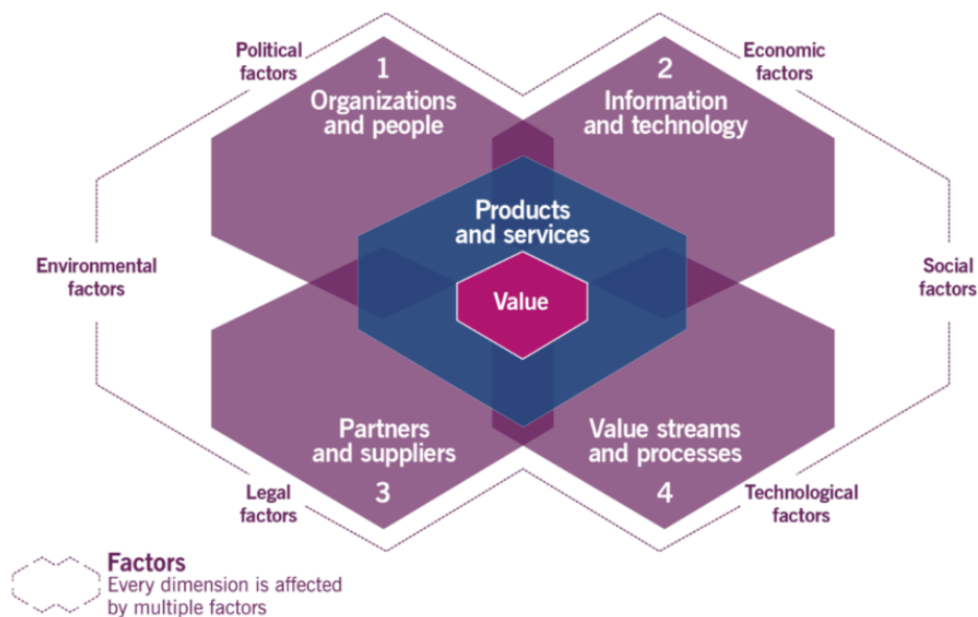 Political
factors
1
Organizations
and people
2
Information
and technology
Economic
factors
Products
and services
Value
Environmental
factors
Social
factors
Partners
and suppliers
3
Value streams
and processes
4
Legal
factors
Technological
factors
Factors
Every dimension is affected
by multiple factors